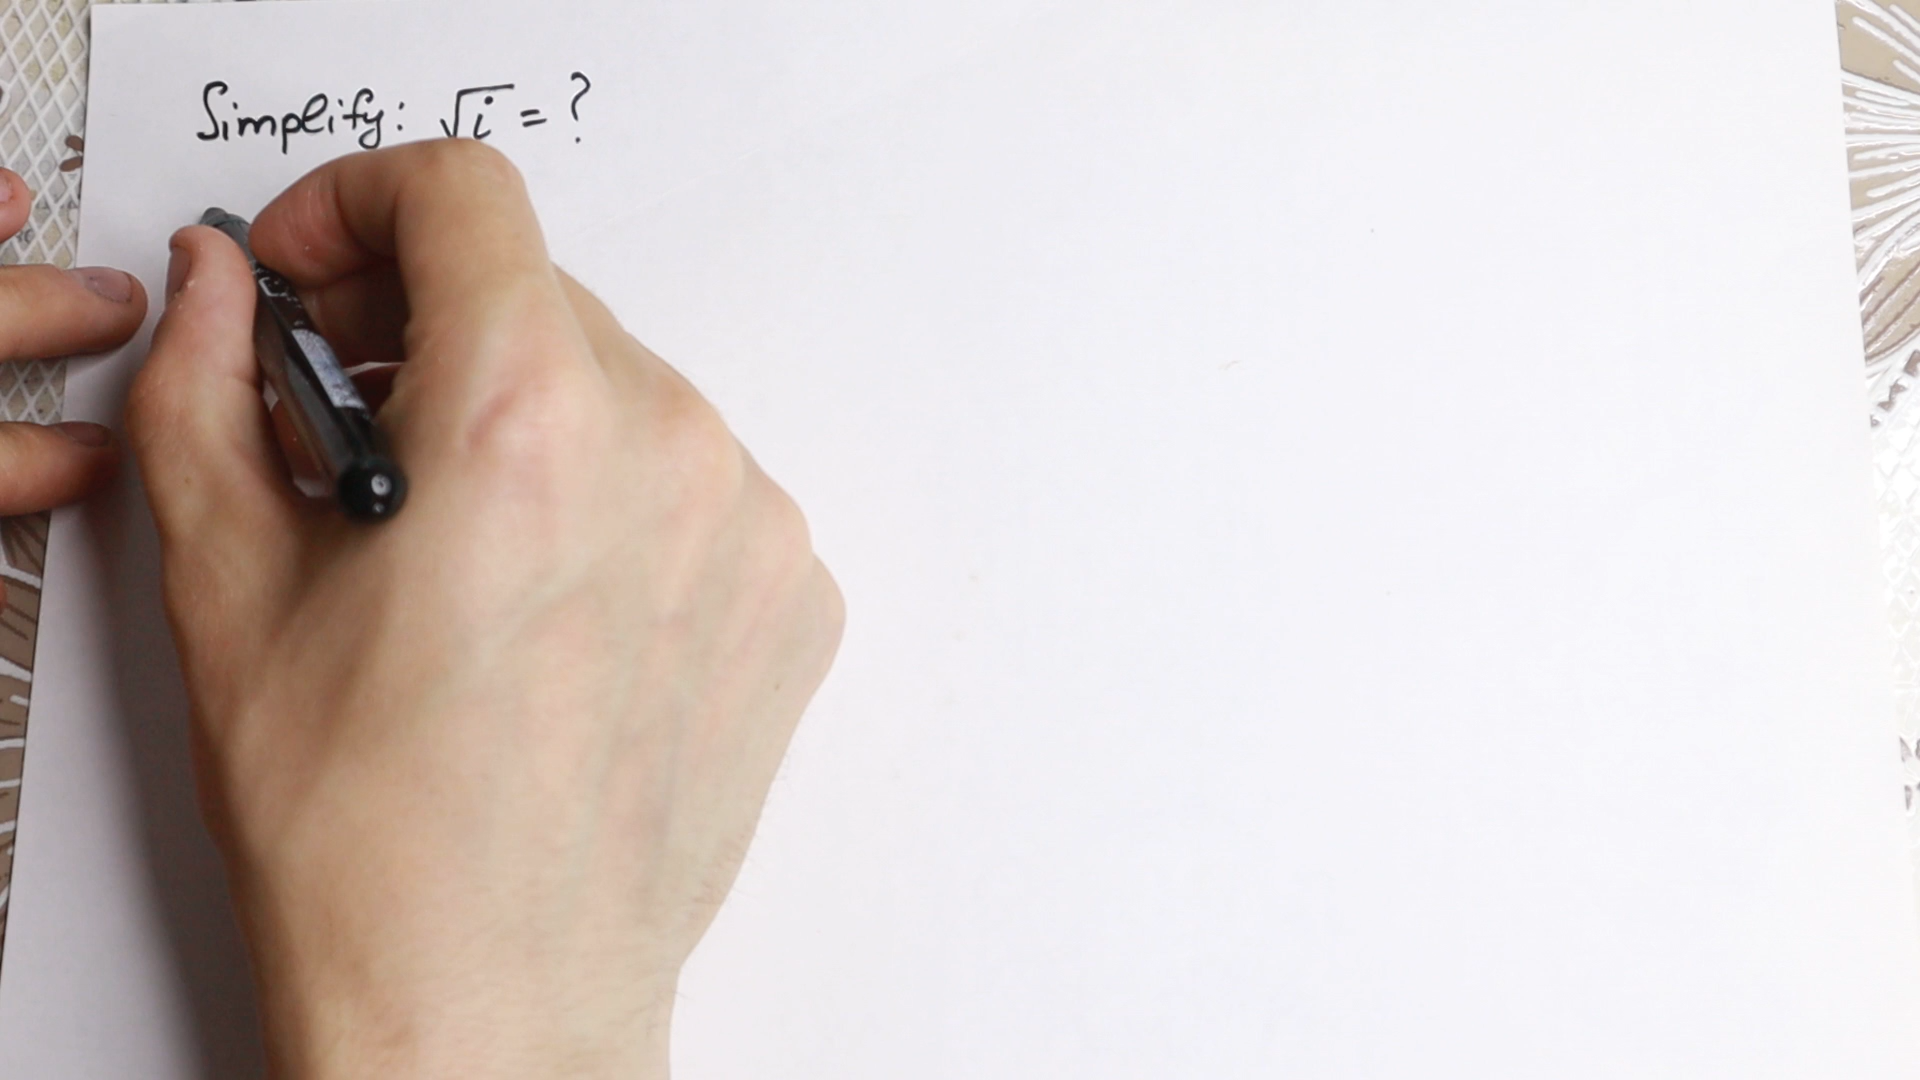 Simplify: √i = ?